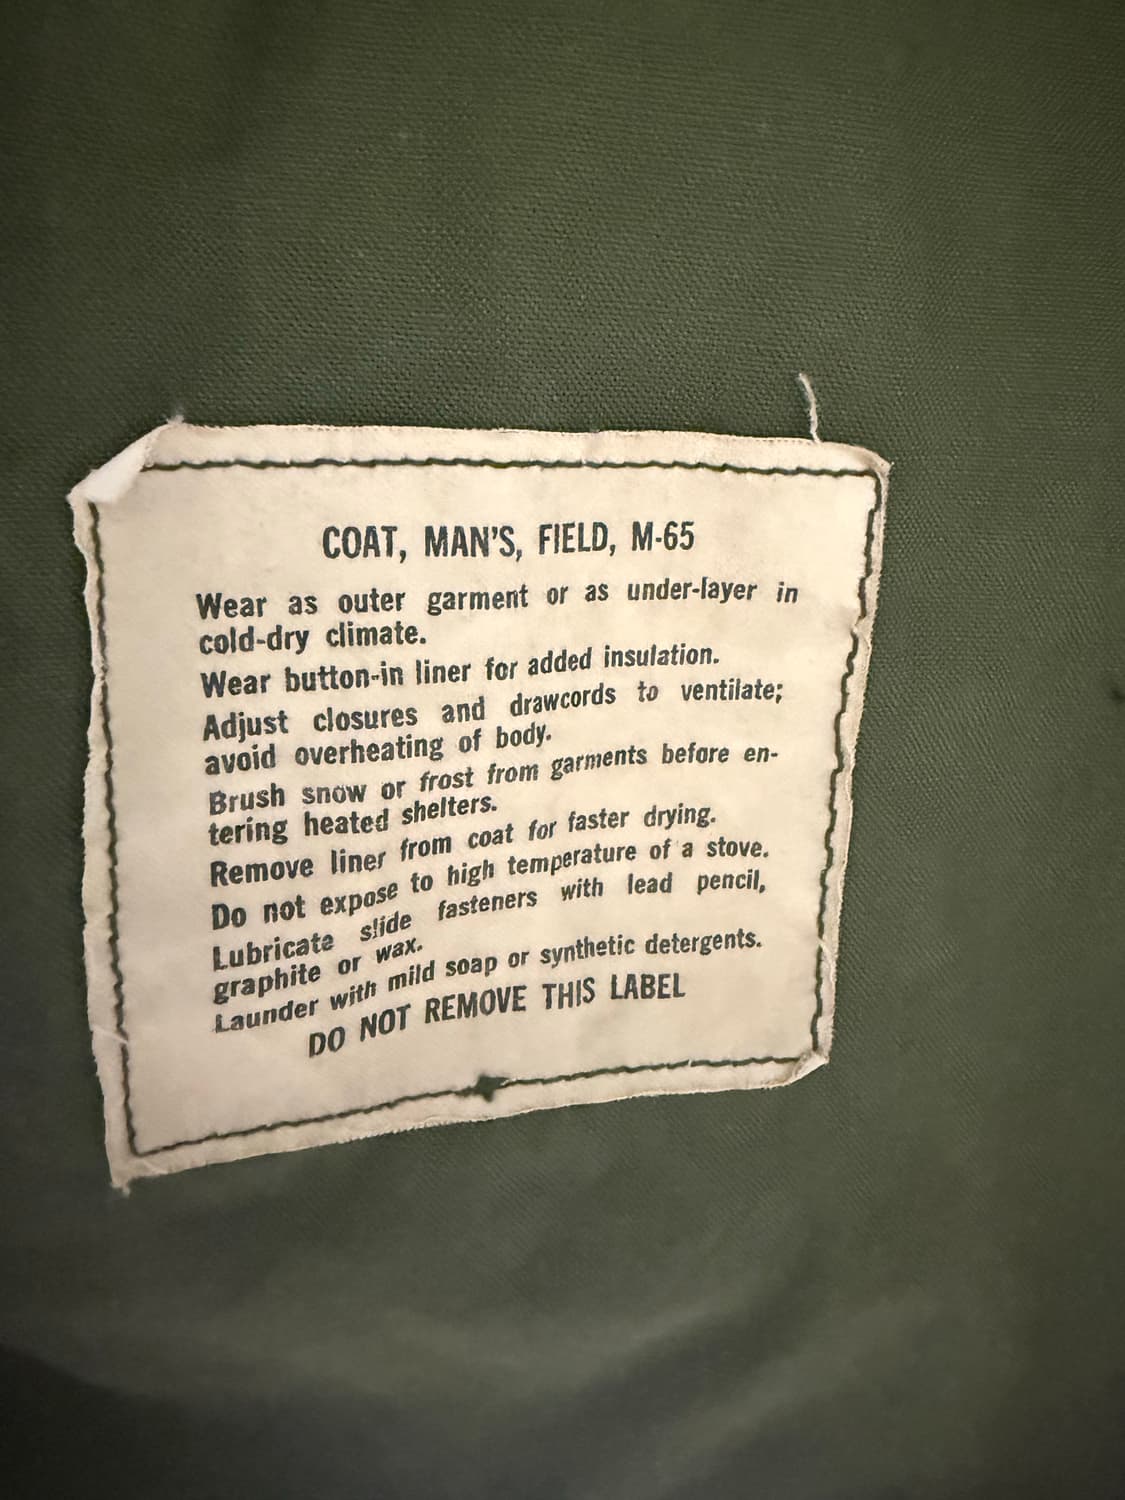 COAT, MAN'S, FIELD, M-65
Wear as outer garment or as under-layer in
cold-dry climate.
Wear button-in liner for added insulation.
Adjust closures and drawcords to ventilate;
avoid overheating of body.
Brush snow or frost from garments before en-
tering heated shelters.
Remove liner from coat for faster drying.
Do not expose to high temperature of a stove.
Lubricate slide fasteners with lead pencil,
graphite or wax.
Launder with mild soap or synthetic detergents.
DO NOT REMOVE THIS LABEL